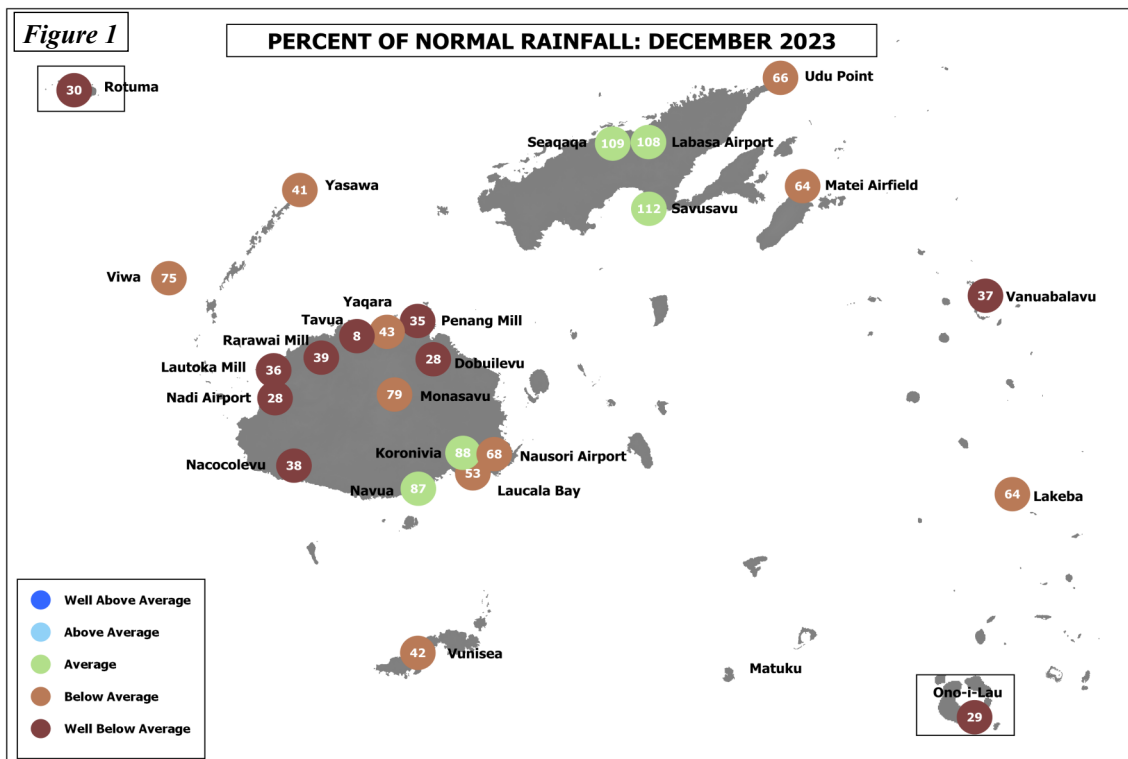 Figure 1
PERCENT OF NORMAL RAINFALL: DECEMBER 2023
30 Rotuma
66 Udu Point
Seaqaqa 109 108 Labasa Airport
41 Yasawa
64 Matei Airfield
112 Savusavu
Viwa 75
37 Vanuabalavu
Yaqara 43
35 Penang Mill
Tavua 8
Rarawai Mill 39
28 Dobuilevu
Lautoka Mill 36
Nadi Airport 28
79 Monasavu
Koronivia 88
68 Nausori Airport
Nacocolevu 38
53 Laucala Bay
Navua 87
64 Lakeba
42 Vunisea
Matuku
Ono-i-Lau
29
Well Above Average
Above Average
Average
Below Average
Well Below Average